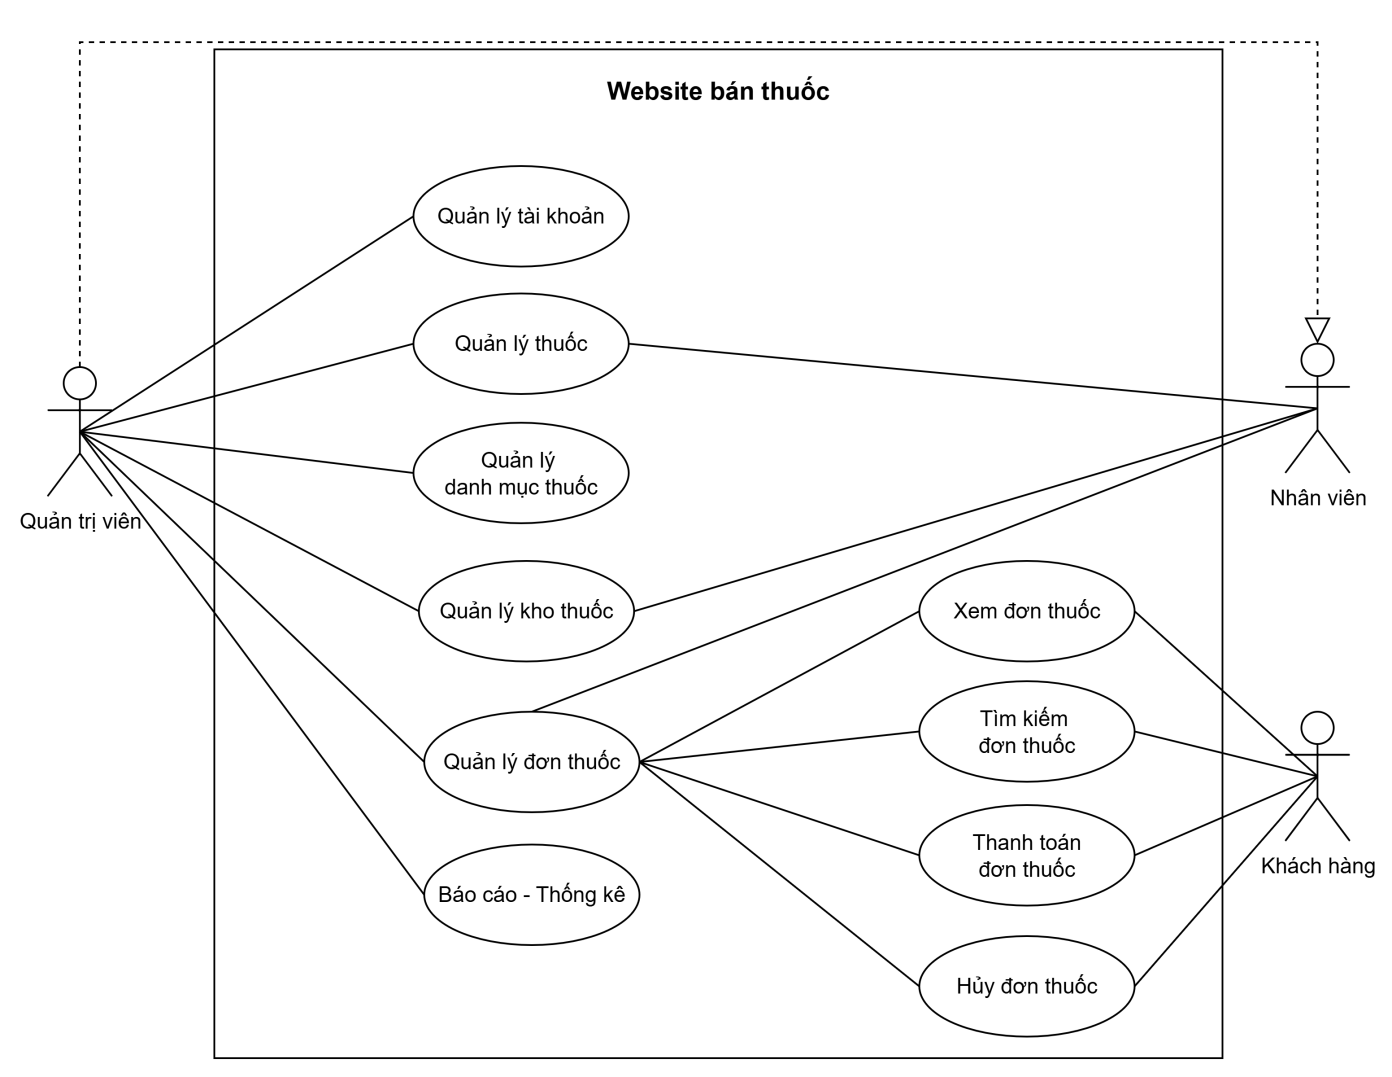 Website bán thuốc
Quản lý tài khoản
Quản lý thuốc
Quản lý
danh mục thuốc
Quản trị viên
Nhân viên
Quản lý kho thuốc
Xem đơn thuốc
Tìm kiếm
đơn thuốc
Quản lý đơn thuốc
Thanh toán
đơn thuốc
Khách hàng
Báo cáo - Thống kê
Hủy đơn thuốc